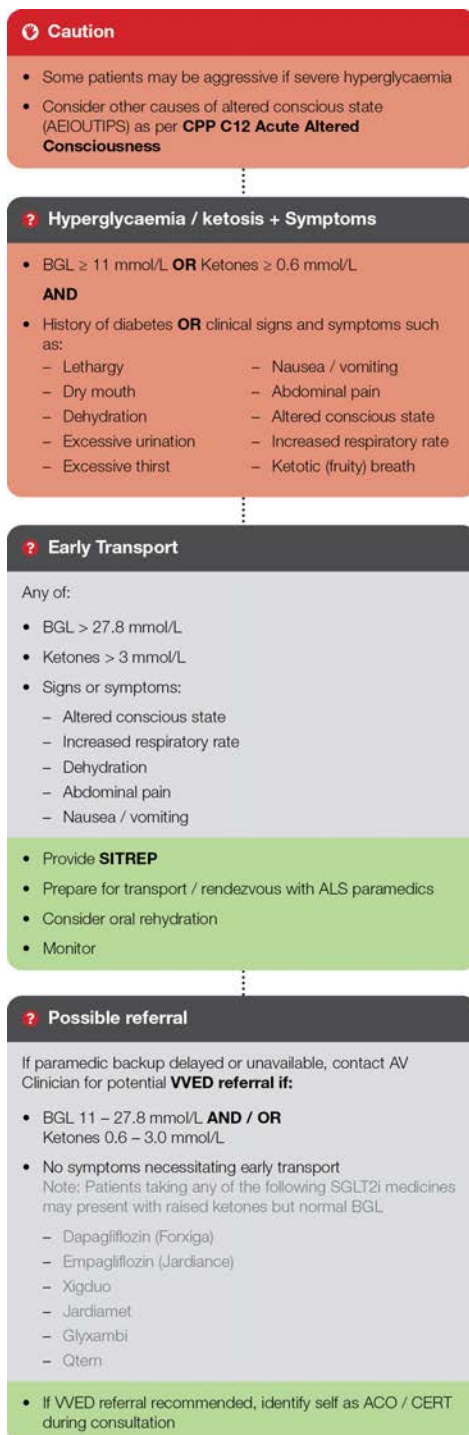 Caution
• Some patients may be aggressive if severe hyperglycaemia
• Consider other causes of altered conscious state
(AEIOUTIPS) as per CPP C12 Acute Altered
Consciousness
? Hyperglycaemia / ketosis + Symptoms
• BGL ≥ 11 mmol/L OR Ketones ≥ 0.6 mmol/L
AND
• History of diabetes OR clinical signs and symptoms such
as:
– Lethargy
– Dry mouth
– Dehydration
– Excessive urination
– Excessive thirst
– Nausea / vomiting
– Abdominal pain
– Altered conscious state
– Increased respiratory rate
– Ketotic (fruity) breath
? Early Transport
Any of:
• BGL > 27.8 mmol/L
• Ketones > 3 mmol/L
• Signs or symptoms:
– Altered conscious state
– Increased respiratory rate
– Dehydration
– Abdominal pain
– Nausea / vomiting
• Provide SITREP
• Prepare for transport / rendezvous with ALS paramedics
• Consider oral rehydration
• Monitor
? Possible referral
If paramedic backup delayed or unavailable, contact AV
Clinician for potential VVED referral if:
• BGL 11 – 27.8 mmol/L AND / OR
Ketones 0.6 – 3.0 mmol/L
• No symptoms necessitating early transport
Note: Patients taking any of the following SGLT2i medicines
may present with raised ketones but normal BGL
– Dapagliflozin (Forxiga)
– Empagliflozin (Jardiance)
– Xigduo
– Jardiamet
– Glyxambi
– Qtern
• If VVED referral recommended, identify self as ACO / CERT
during consultation